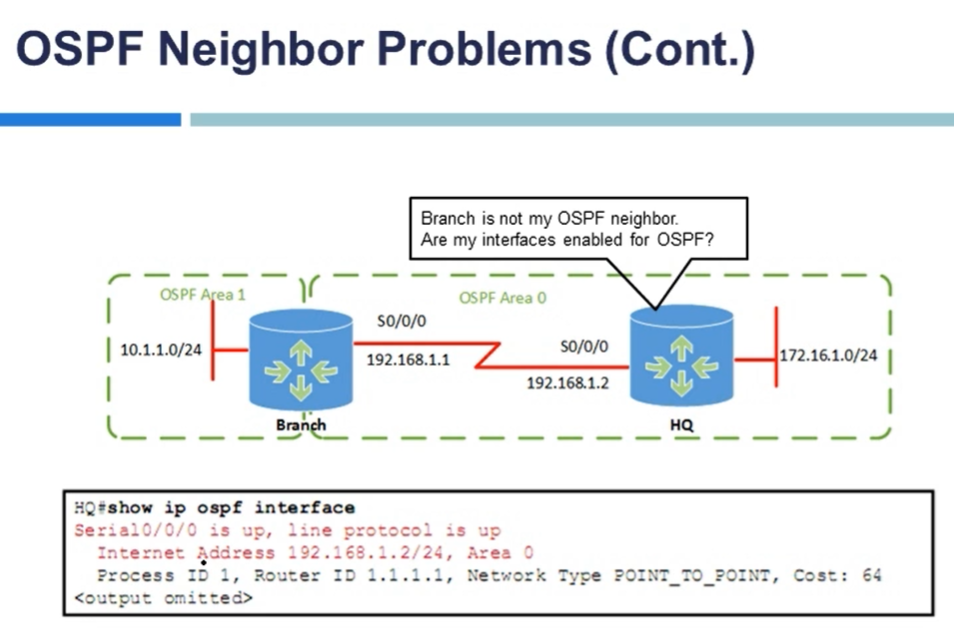 OSPF Neighbor Problems (Cont.)
Branch is not my OSPF neighbor.
Are my interfaces enabled for OSPF?
OSPF Area 1
OSPF Area 0
S0/0/0
10.1.1.0/24
192.168.1.1
S0/0/0
172.16.1.0/24
192.168.1.2
Branch
HQ
HQ#show ip ospf interface
Serial0/0/0 is up, line protocol is up
Internet Address 192.168.1.2/24, Area 0
Process ID 1, Router ID 1.1.1.1, Network Type POINT_TO_POINT, Cost: 64
<output omitted>